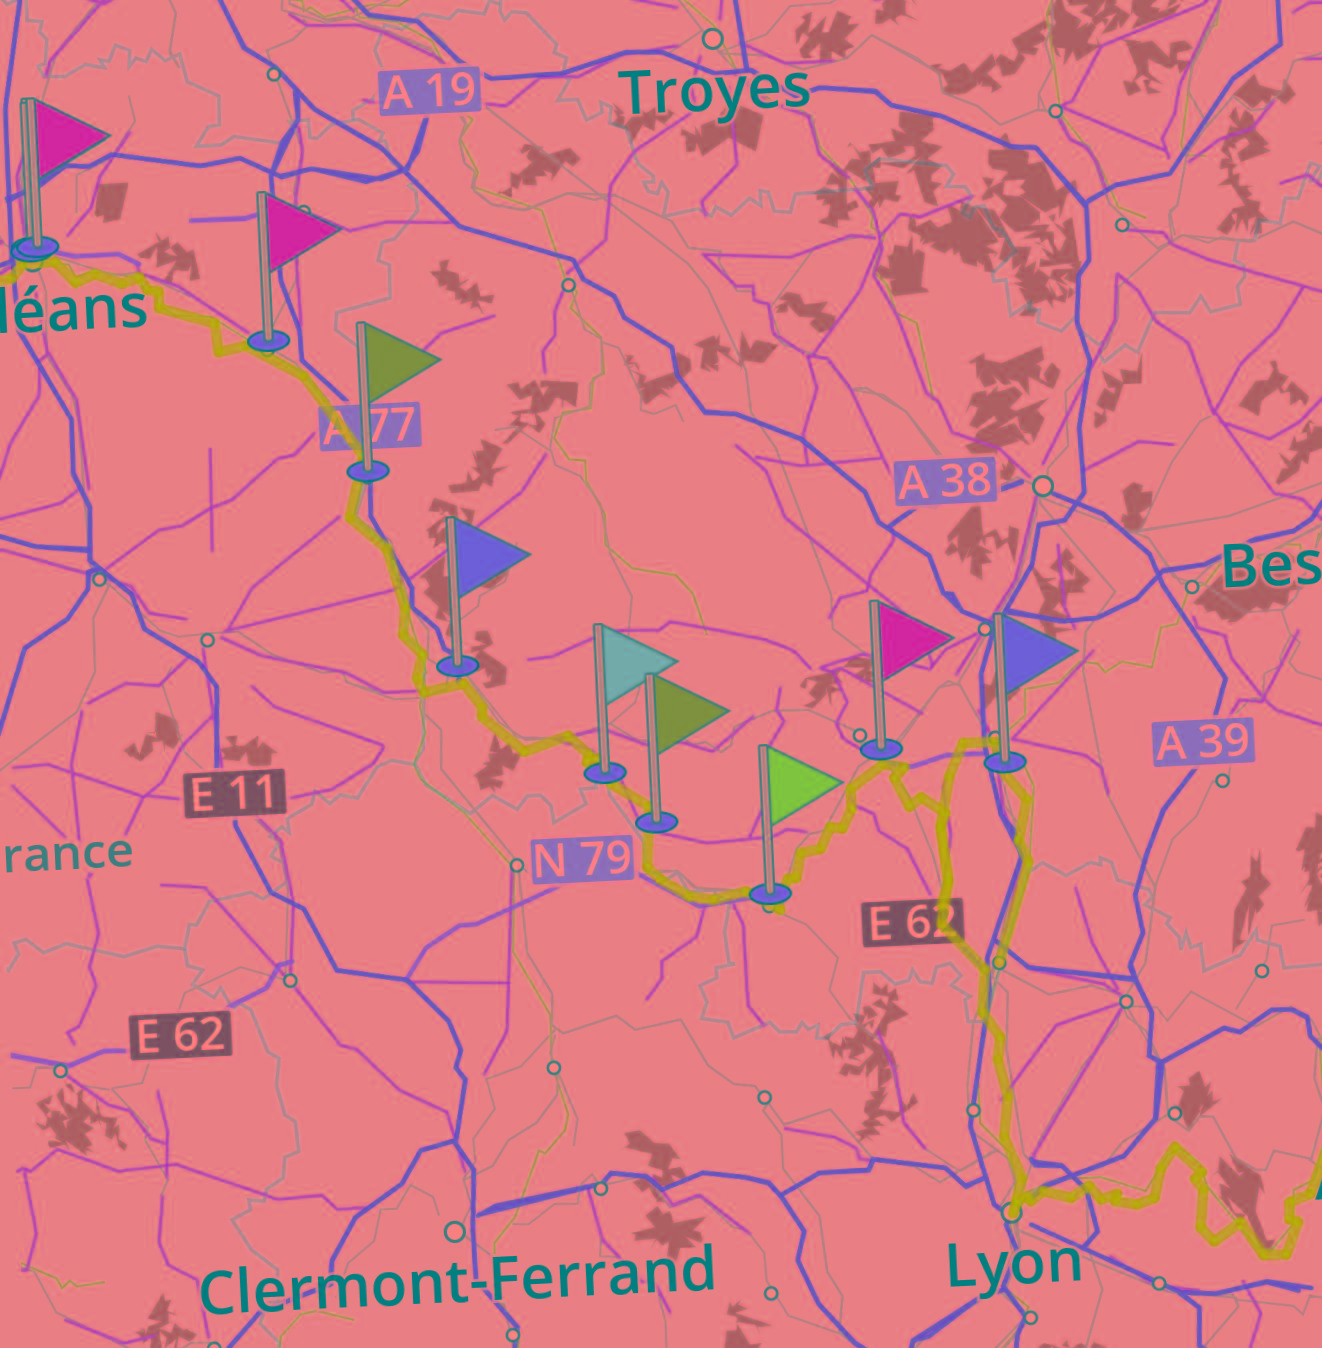 A 19
Troyes
léans
A 77
A 38
Bes
A 39
E 11
rance
N 79
E 62
E 62
Lyon
Clermont-Ferrand